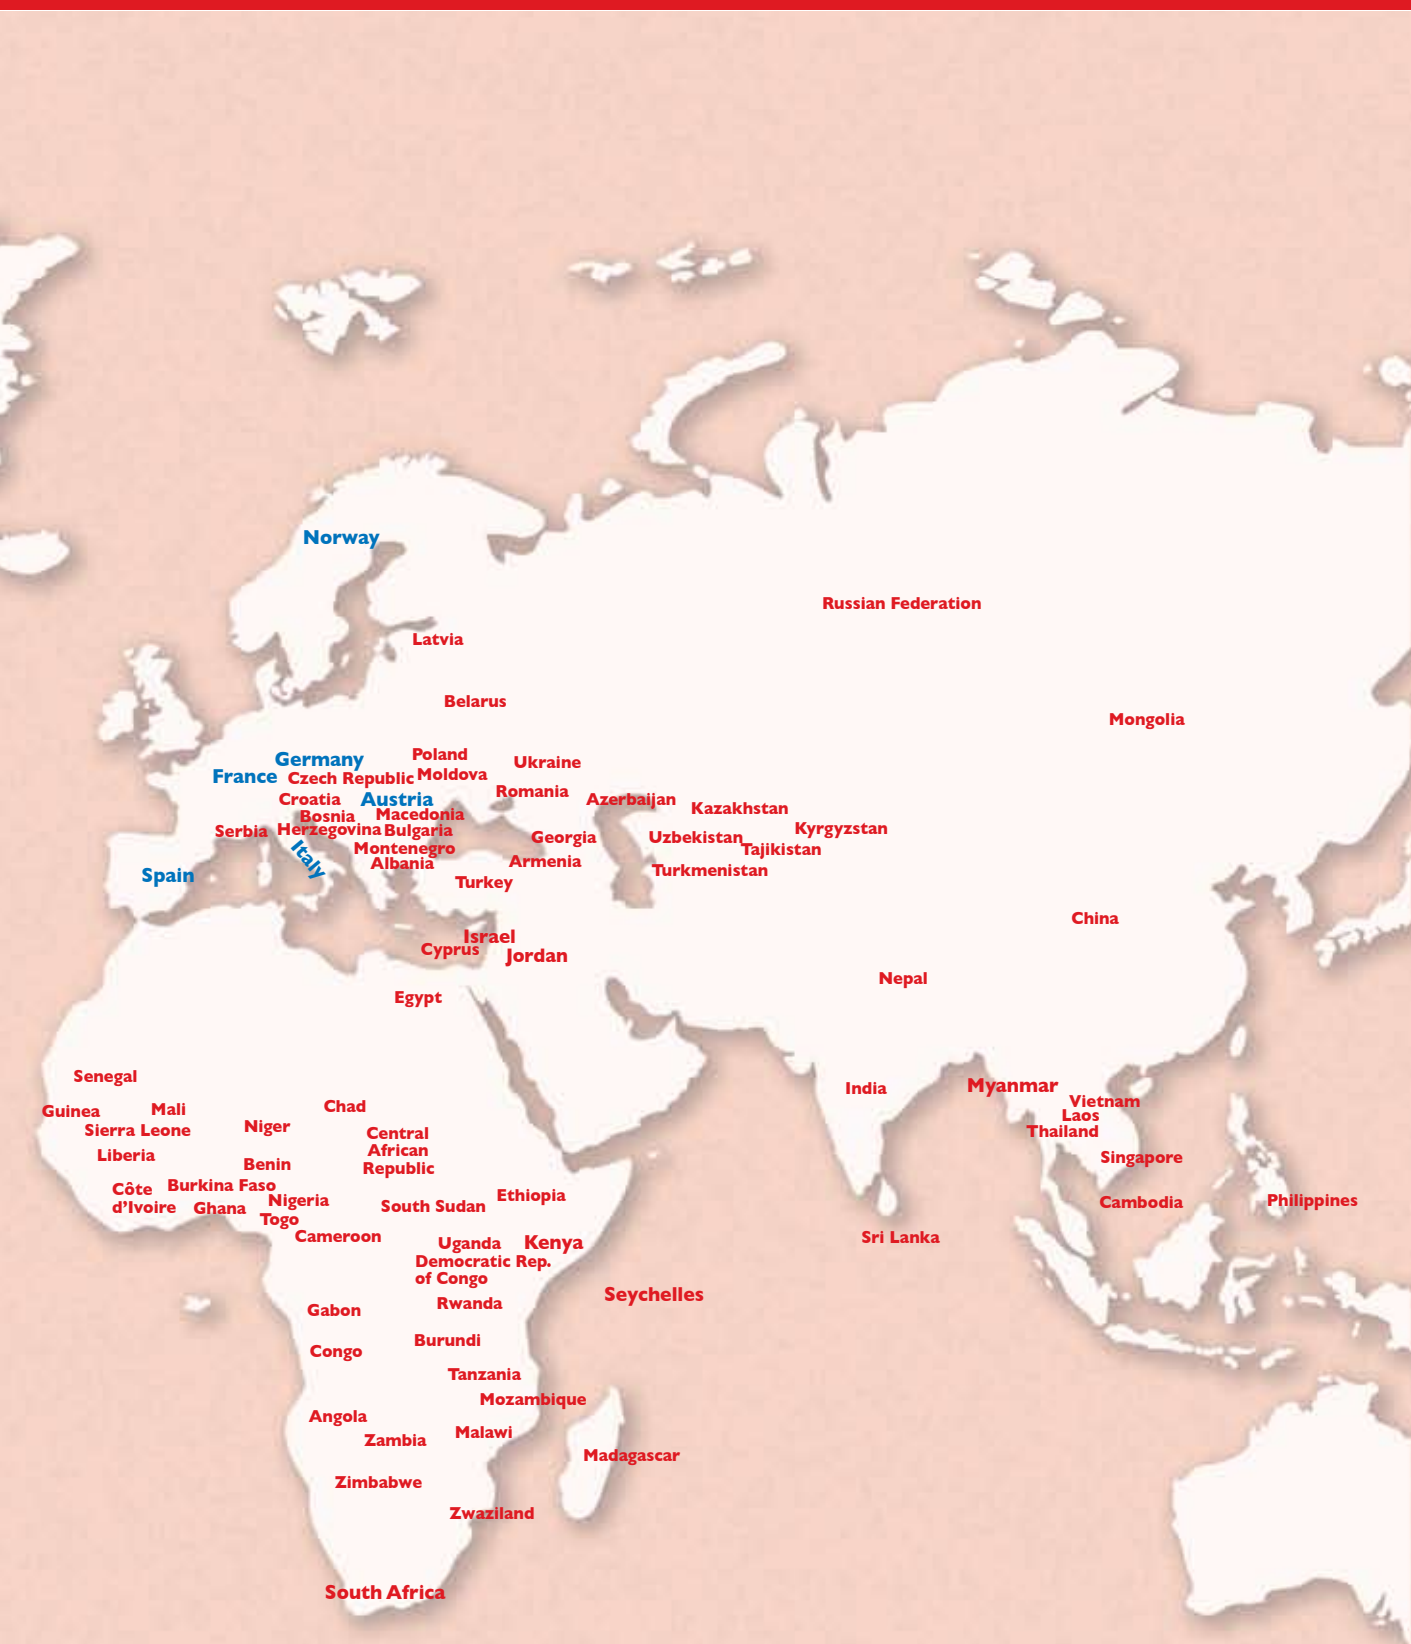 Norway
Russian Federation
Latvia
Belarus
Mongolia
Germany
Poland
Ukraine
France
Czech Republic
Moldova
Romania
Croatia
Austria
Azerbaijan
Kazakhstan
Bosnia
Herzegovina
Macedonia
Serbia
Bulgaria
Kyrgyzstan
Georgia
Uzbekistan
Montenegro
Tajikistan
Italy
Albania
Armenia
Turkmenistan
Spain
Turkey
China
Israel
Cyprus
Jordan
Nepal
Egypt
Senegal
India
Myanmar
Vietnam
Guinea
Mali
Chad
Laos
Sierra Leone
Niger
Central
African
Republic
Thailand
Liberia
Benin
Singapore
Côte
d’Ivoire
Burkina Faso
Ghana
Nigeria
South Sudan
Ethiopia
Cambodia
Philippines
Togo
Cameroon
Uganda
Kenya
Sri Lanka
Democratic Rep.
of Congo
Seychelles
Gabon
Rwanda
Burundi
Congo
Tanzania
Mozambique
Angola
Malawi
Zambia
Madagascar
Zimbabwe
Zwaziland
South Africa